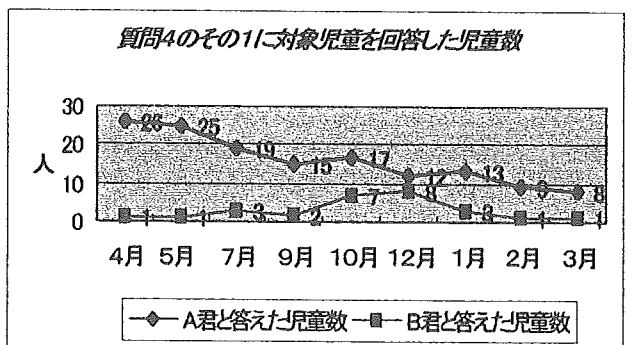 質問4のその1に対象児童を回答した児童数
30
20
10
0
人
26 25 19 15 17 12 13 9 8
1 1 3 2 7 8 3 1 1
4月 5月 7月 9月 10月 12月 1月 2月 3月
A君と答えた児童数 B君と答えた児童数